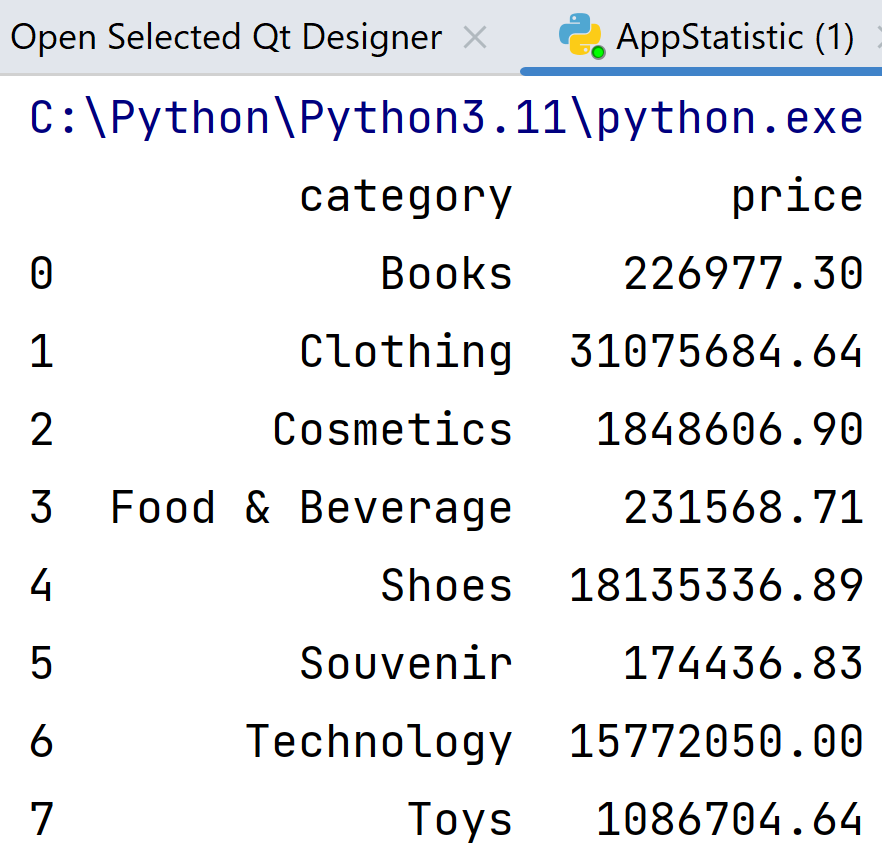 Open Selected Qt Designer AppStatistic (1)
C:\Python\Python3.11\python.exe
category price
0 Books 226977.30
1 Clothing 31075684.64
2 Cosmetics 1848606.90
3 Food & Beverage 231568.71
4 Shoes 18135336.89
5 Souvenir 174436.83
6 Technology 15772050.00
7 Toys 1086704.64